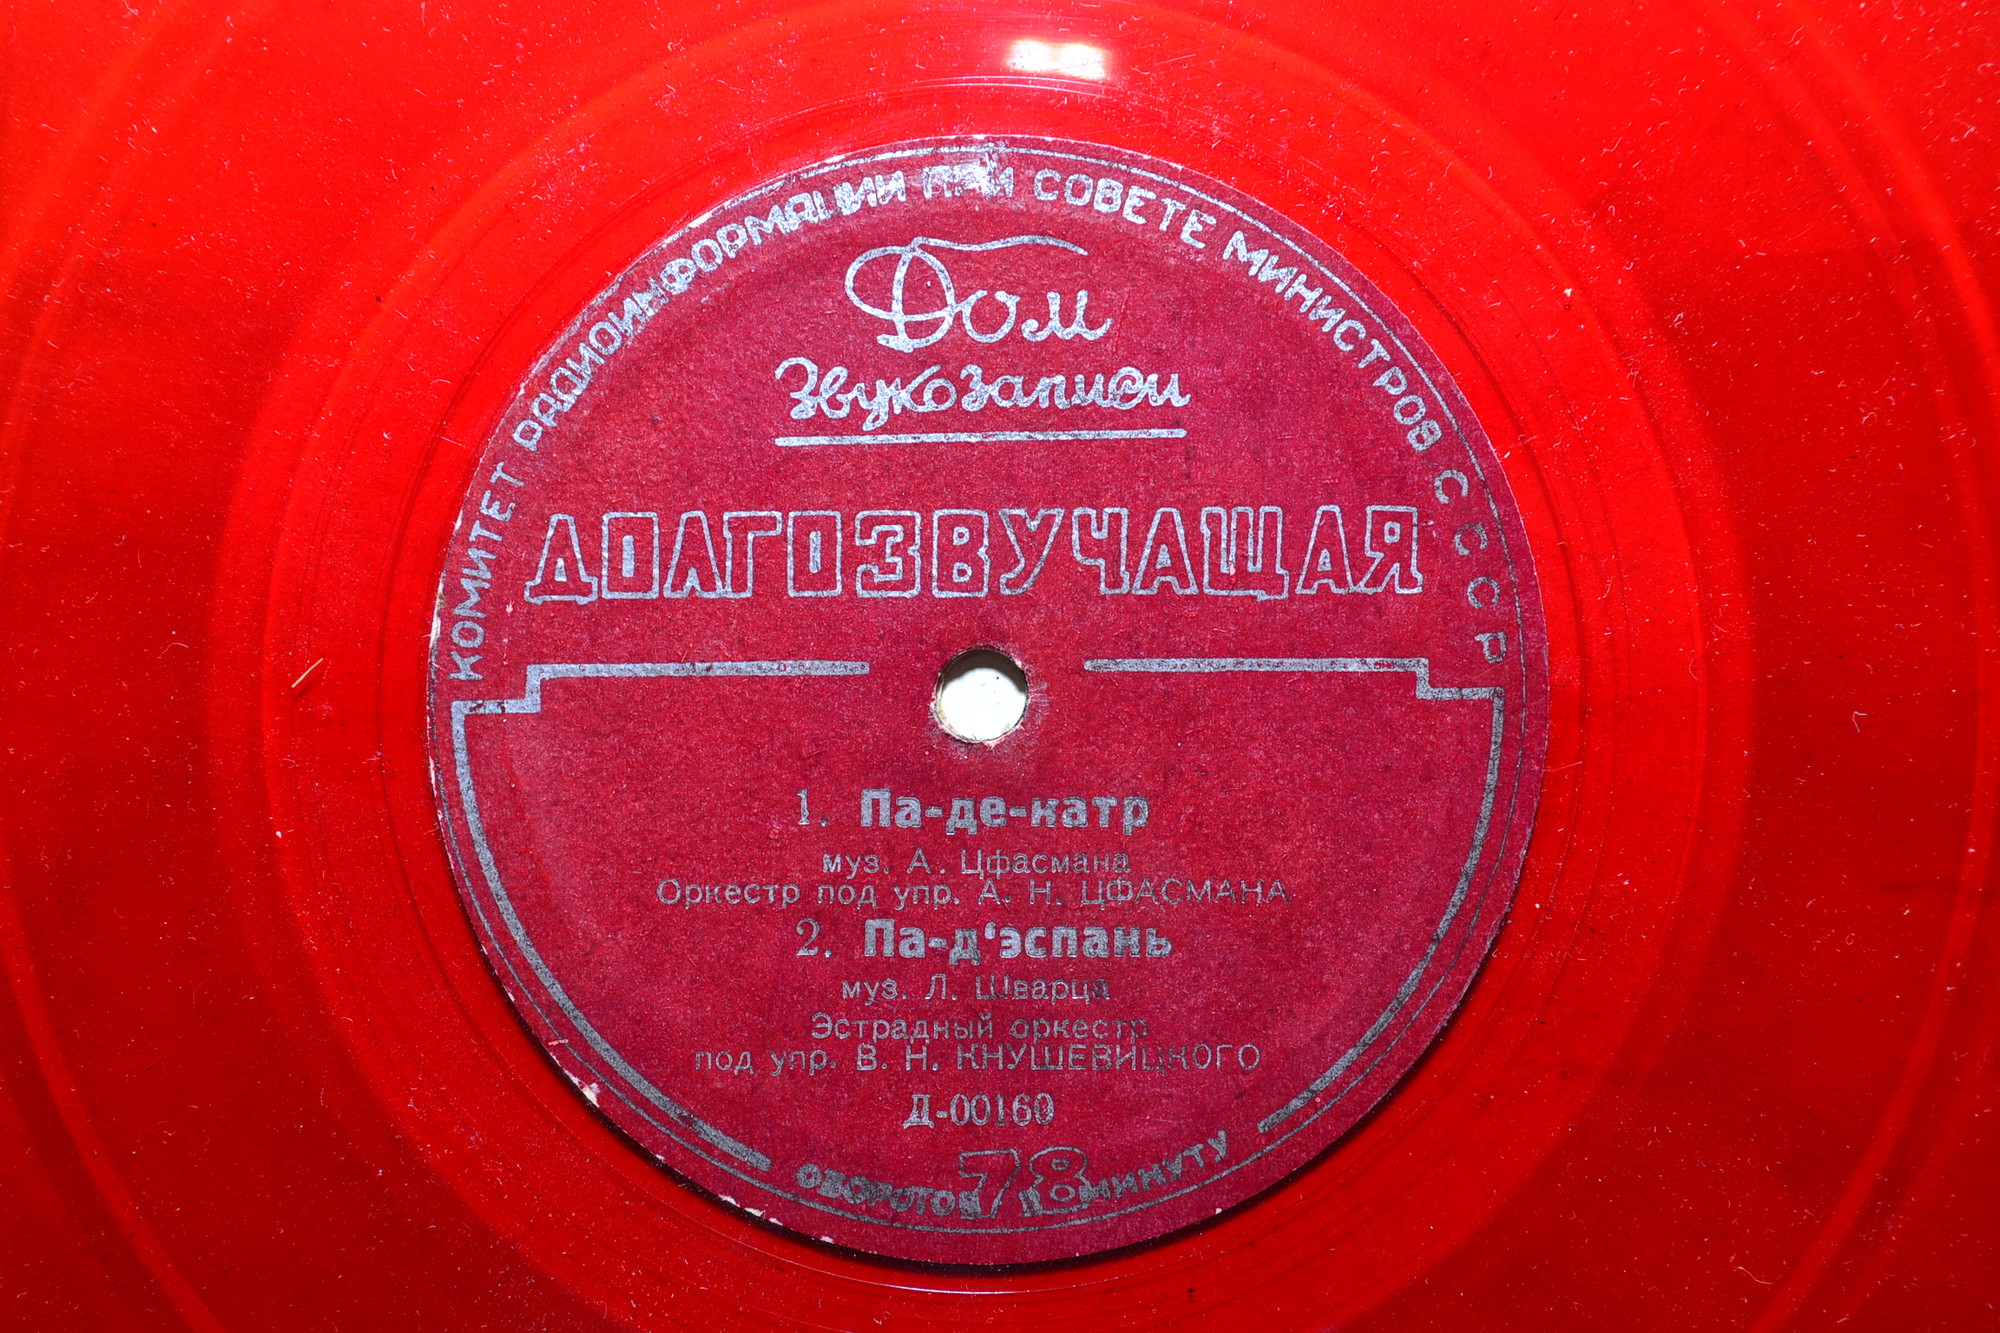 КОМИТЕТ РАДИОИНФОРМАЦИИ ПРИ СОВЕТЕ МИНИСТРОВ СССР
Дом
Звукозаписи
ДОЛГОЗВУЧАЩАЯ
1. Па-де-катр
муз. А. Цфасмана
Оркестр под упр. А. Н. ЦФАСМАНА
2. Па-д‘эспань
муз. Л. Шварца
Эстрадный оркестр
под упр. В. Н. КНУШЕВИЦКОГО
Д-00160
ОБОРОТОВ 78 В МИНУТУ